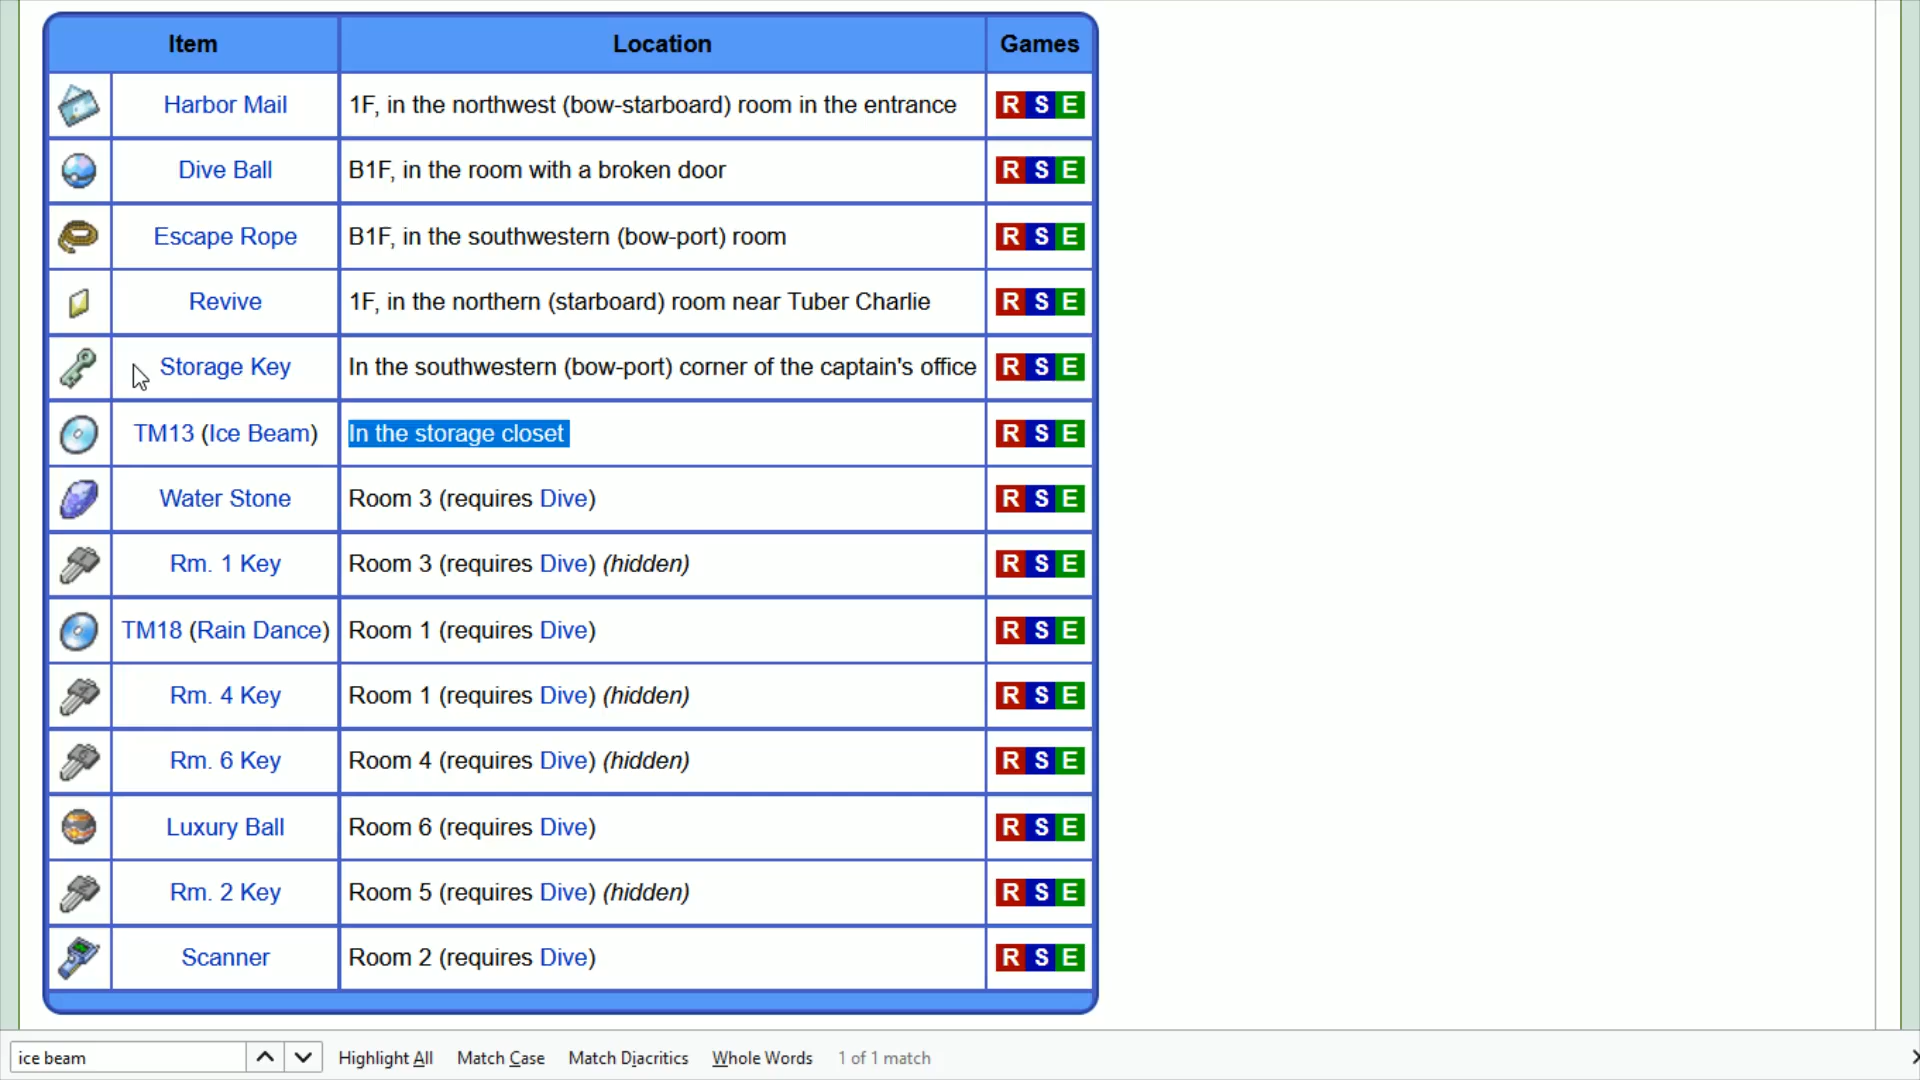 Item Location Games
Harbor Mail 1F, in the northwest (bow-starboard) room in the entrance R S E
Dive Ball B1F, in the room with a broken door R S E
Escape Rope B1F, in the southwestern (bow-port) room R S E
Revive 1F, in the northern (starboard) room near Tuber Charlie R S E
Storage Key In the southwestern (bow-port) corner of the captain's office R S E
TM13 (Ice Beam) In the storage closet R S E
Water Stone Room 3 (requires Dive) R S E
Rm. 1 Key Room 3 (requires Dive) (hidden) R S E
TM18 (Rain Dance) Room 1 (requires Dive) R S E
Rm. 4 Key Room 1 (requires Dive) (hidden) R S E
Rm. 6 Key Room 4 (requires Dive) (hidden) R S E
Luxury Ball Room 6 (requires Dive) R S E
Rm. 2 Key Room 5 (requires Dive) (hidden) R S E
Scanner Room 2 (requires Dive) R S E
ice beam Highlight All Match Case Match Diacritics Whole Words 1 of 1 match